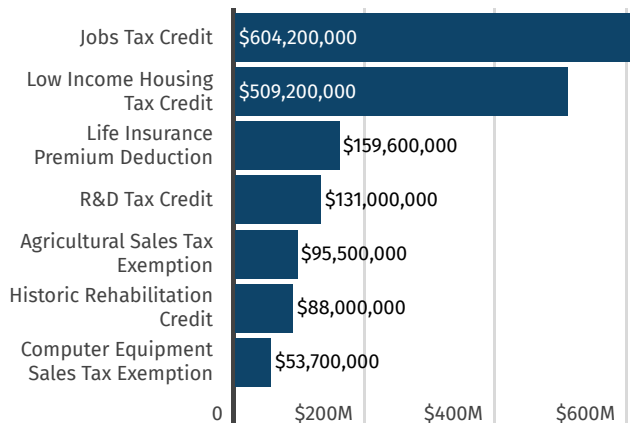 Jobs Tax Credit
$604,200,000
Low Income Housing
Tax Credit
$509,200,000
Life Insurance
Premium Deduction
$159,600,000
R&D Tax Credit
$131,000,000
Agricultural Sales Tax
Exemption
$95,500,000
Historic Rehabilitation
Credit
$88,000,000
Computer Equipment
Sales Tax Exemption
$53,700,000
0 $200M $400M $600M